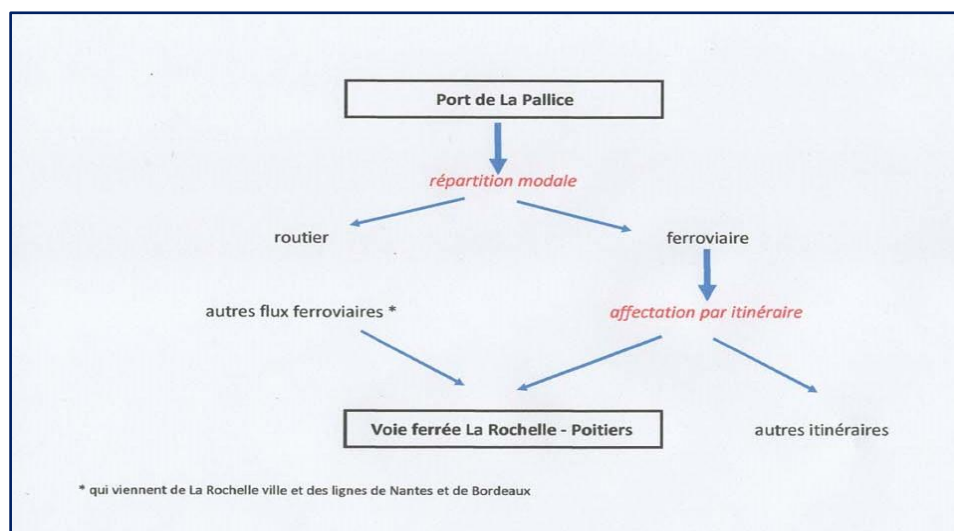 Port de La Pallice
répartition modale
routier
ferroviaire
autres flux ferroviaires *
affectation par itinéraire
Voie ferrée La Rochelle - Poitiers
autres itinéraires
* qui viennent de La Rochelle ville et des lignes de Nantes et de Bordeaux